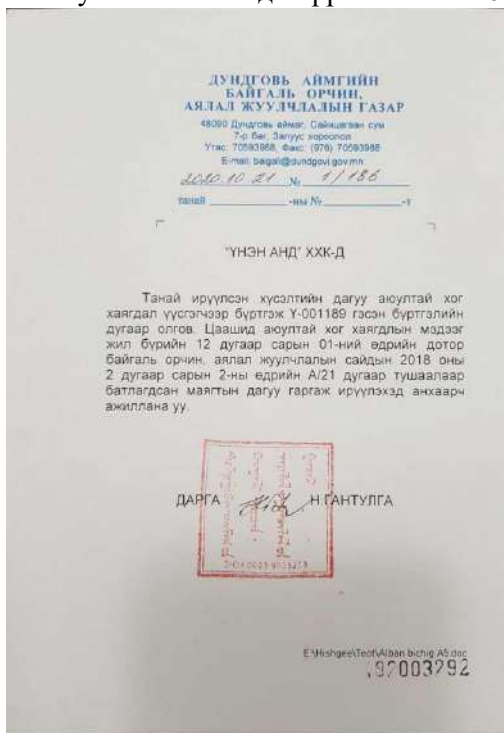 ДУНДГОВЬ АЙМГИЙН
БАЙГАЛЬ ОРЧИН,
АЯЛАЛ ЖУУЛЧЛАЛЫН ГАЗАР
48090 Дундговь аймаг, Сайнцагаан сум
7-р баг, Залуус хороолол
Утас: 70593968, Факс: (976) 70593968
E-mail: baigali@dundgovi.gov.mn
2020.10.21 № 1/186
танай -ны № -т
"ҮНЭН АНД" ХХК-Д
Танай ирүүлсэн хүсэлтийн дагуу аюултай хог
хаягдал үүсгэгчээр бүртгэж Ү-001189 гэсэн бүртгэлийн
дугаар олгов. Цаашид аюултай хог хаягдлын мэдээг
жил бүрийн 12 дугаар сарын 01-ний өдрийн дотор
байгаль орчин, аялал жуулчлалын сайдын 2018 оны
2 дугаар сарын 2-ны өдрийн А/21 дугаар тушаалаар
батлагдсан маягтын дагуу гаргаж ирүүлэхэд анхаарч
ажиллана уу.
ДАРГА Н.ГАНТУЛГА
E:\Hishgee\Teot\Alban bichig A5.doc
92003292